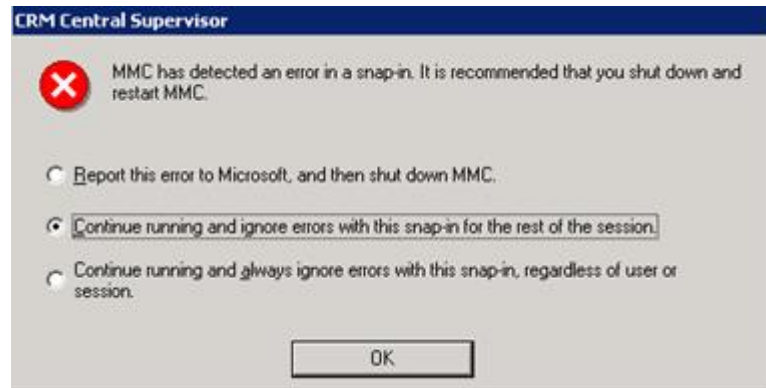 CRM Central Supervisor
MMC has detected an error in a snap-in. It is recommended that you shut down and
restart MMC.
Report this error to Microsoft, and then shut down MMC.
Continue running and ignore errors with this snap-in for the rest of the session.
Continue running and always ignore errors with this snap-in, regardless of user or
session.
OK